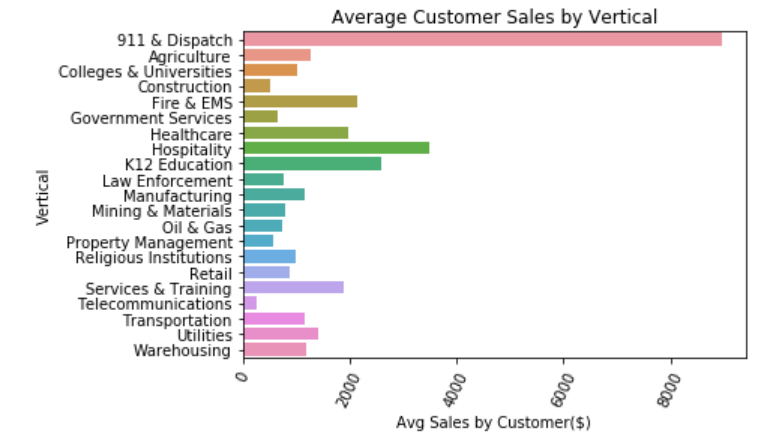 Average Customer Sales by Vertical
911 & Dispatch
Agriculture
Colleges & Universities
Construction
Fire & EMS
Government Services
Healthcare
Hospitality
K12 Education
Law Enforcement
Manufacturing
Mining & Materials
Oil & Gas
Property Management
Religious Institutions
Retail
Services & Training
Telecommunications
Transportation
Utilities
Warehousing
Vertical
0
2000
4000
6000
8000
Avg Sales by Customer($)